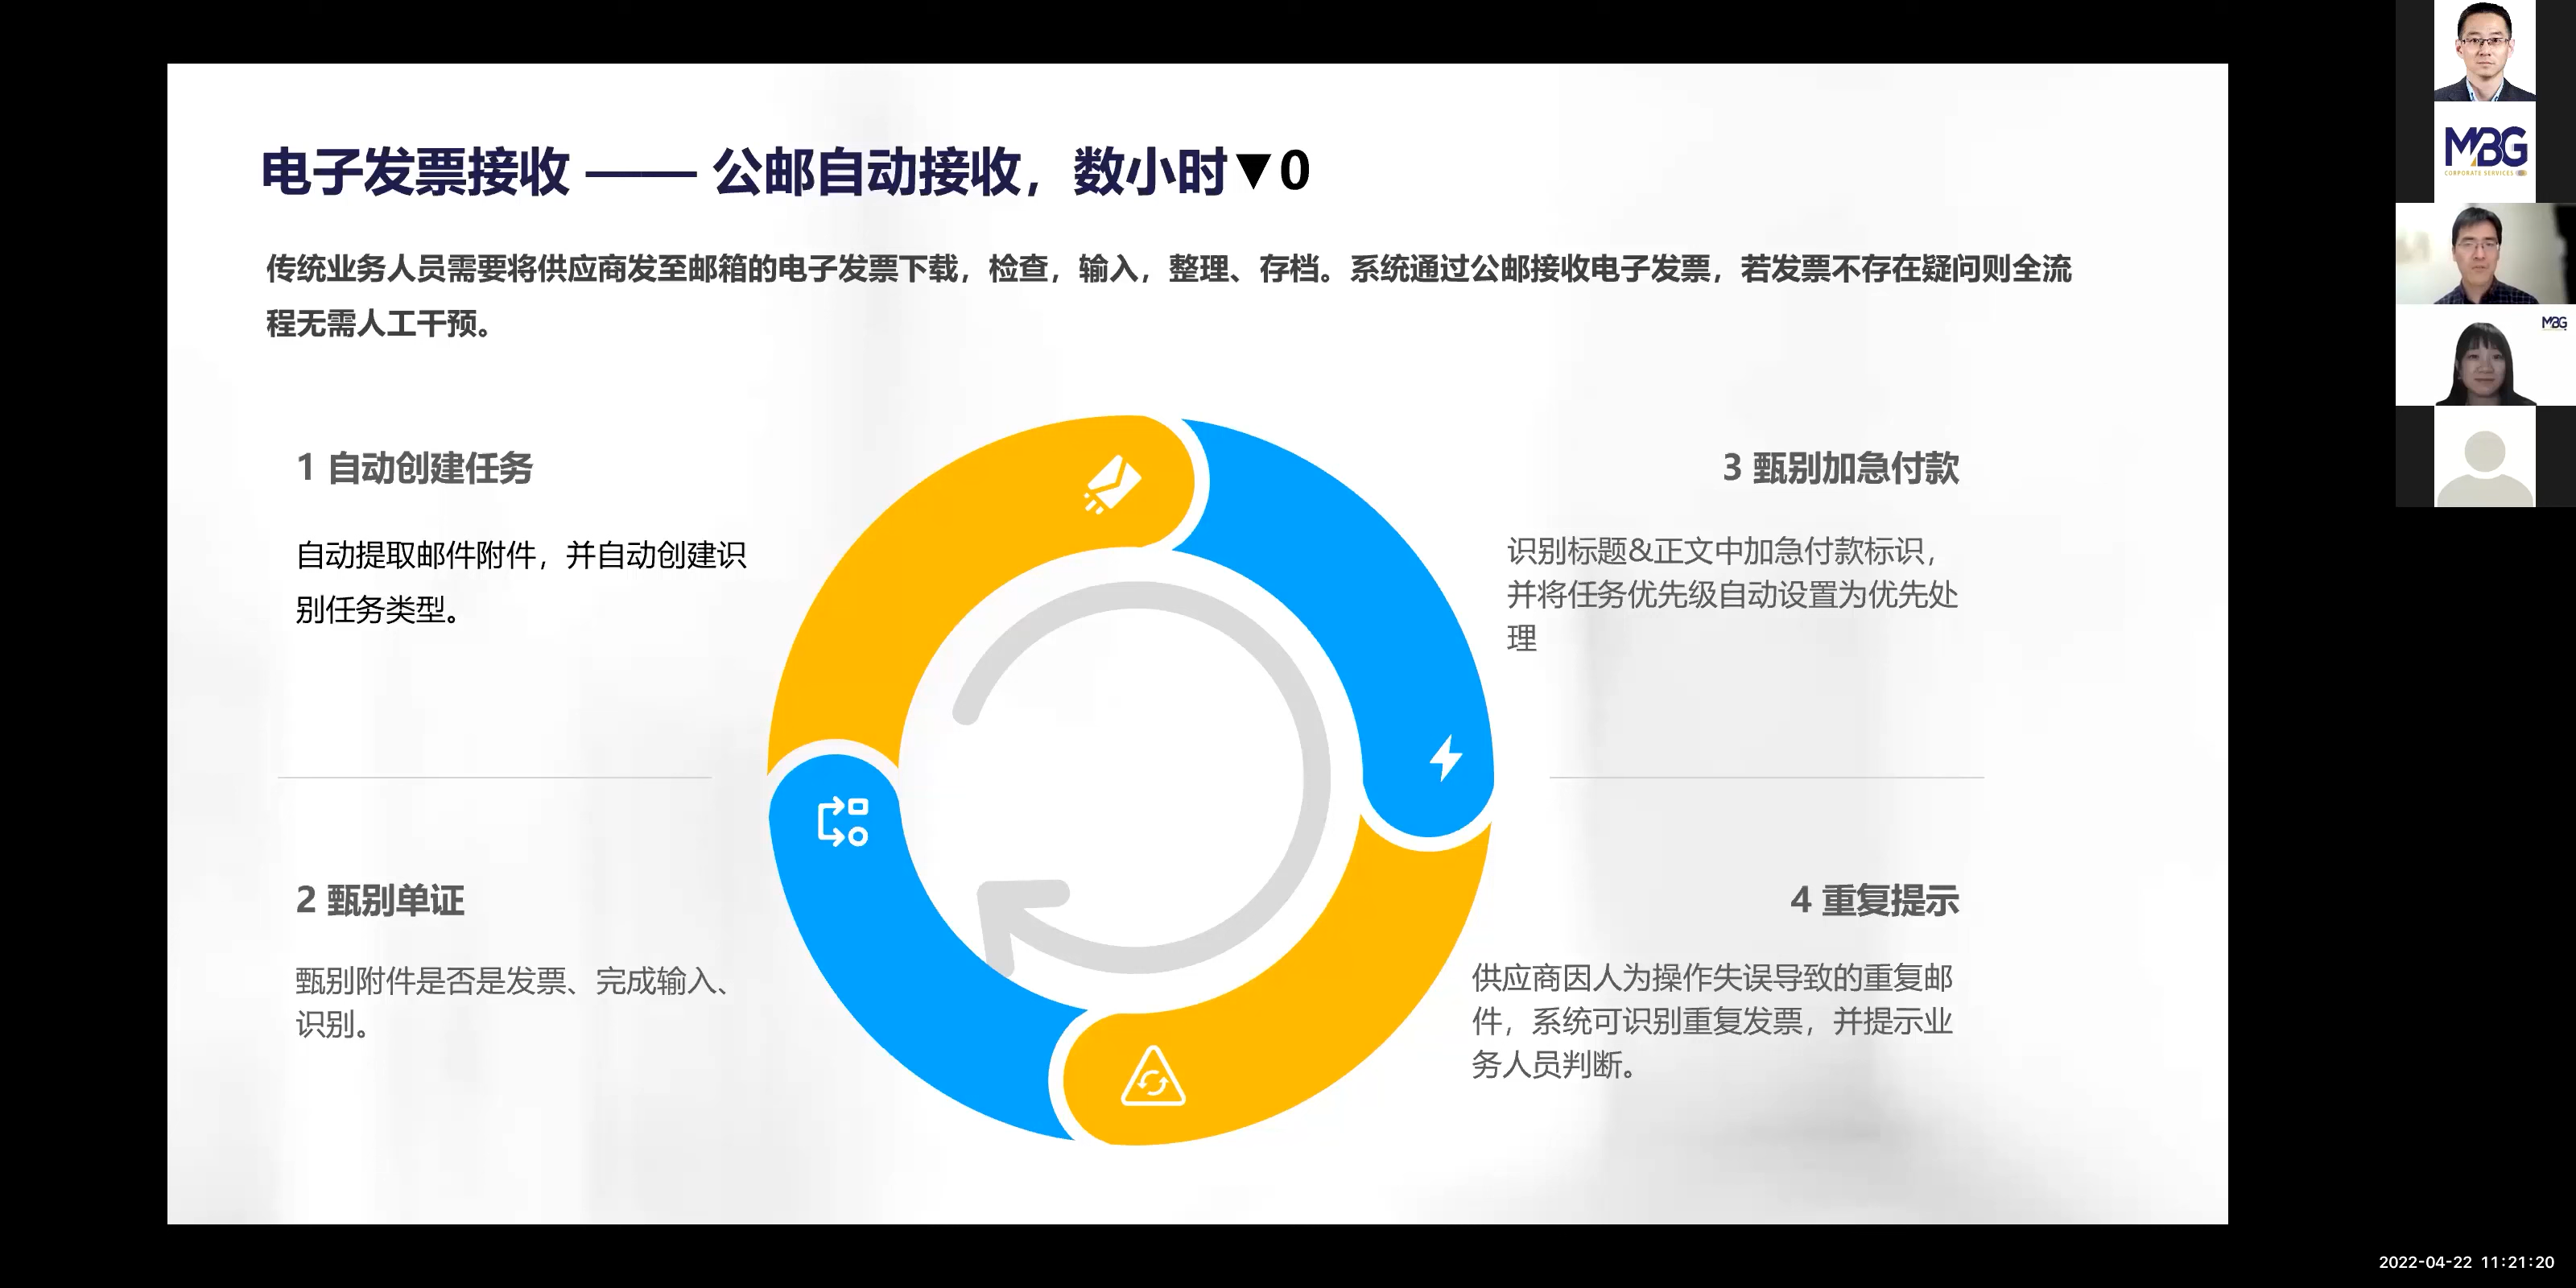 电子发票接收 —— 公邮自动接收，数小时▼0
传统业务人员需要将供应商发至邮箱的电子发票下载，检查，输入，整理、存档。系统通过公邮接收电子发票，若发票不存在疑问则全流
程无需人工干预。
1 自动创建任务
自动提取邮件附件，并自动创建识
别任务类型。
2 甄别单证
甄别附件是否是发票、完成输入、
识别。
3 甄别加急付款
识别标题&正文中加急付款标识，
并将任务优先级自动设置为优先处
理
4 重复提示
供应商因人为操作失误导致的重复邮
件，系统可识别重复发票，并提示业
务人员判断。
MBG
CORPORATE SERVICES
MBG
2022-04-22 11:21:20